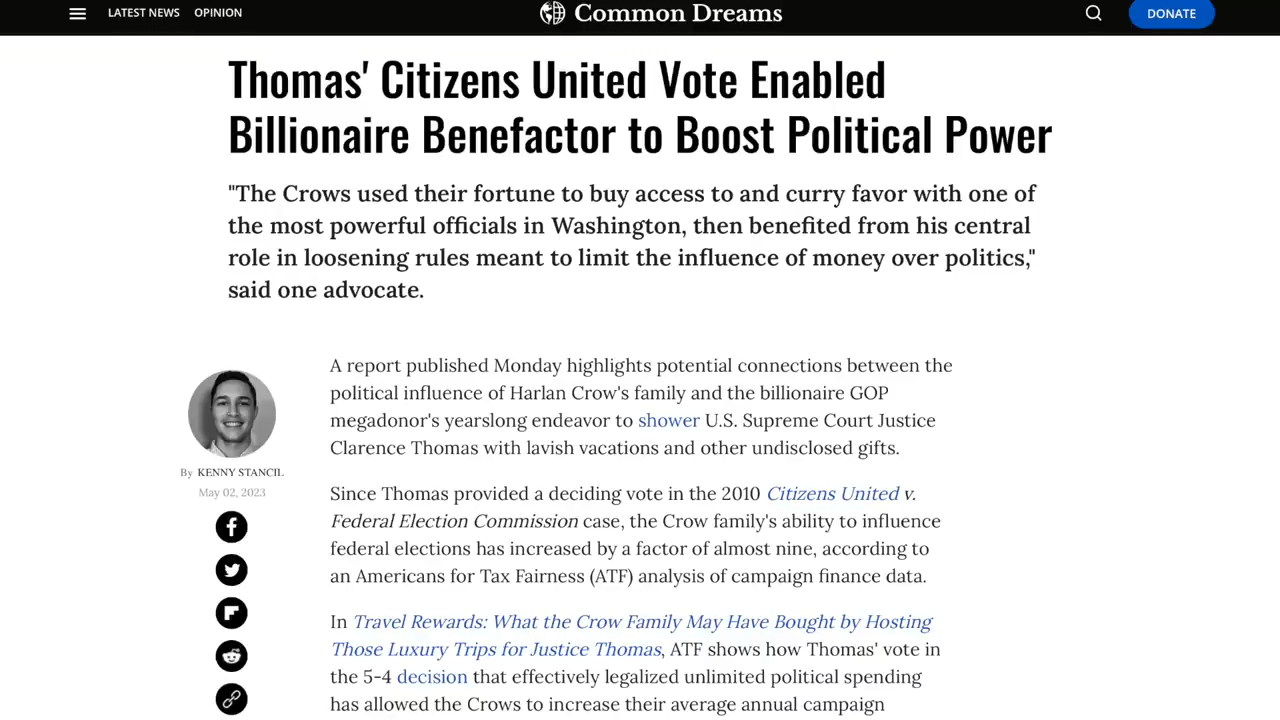 LATEST NEWS OPINION Common Dreams DONATE
Thomas' Citizens United Vote Enabled
Billionaire Benefactor to Boost Political Power
"The Crows used their fortune to buy access to and curry favor with one of
the most powerful officials in Washington, then benefited from his central
role in loosening rules meant to limit the influence of money over politics,"
said one advocate.
By KENNY STANCIL
May 02, 2023
A report published Monday highlights potential connections between the
political influence of Harlan Crow's family and the billionaire GOP
megadonor's yearslong endeavor to shower U.S. Supreme Court Justice
Clarence Thomas with lavish vacations and other undisclosed gifts.
Since Thomas provided a deciding vote in the 2010 Citizens United v.
Federal Election Commission case, the Crow family's ability to influence
federal elections has increased by a factor of almost nine, according to
an Americans for Tax Fairness (ATF) analysis of campaign finance data.
In Travel Rewards: What the Crow Family May Have Bought by Hosting
Those Luxury Trips for Justice Thomas, ATF shows how Thomas' vote in
the 5-4 decision that effectively legalized unlimited political spending
has allowed the Crows to increase their average annual campaign